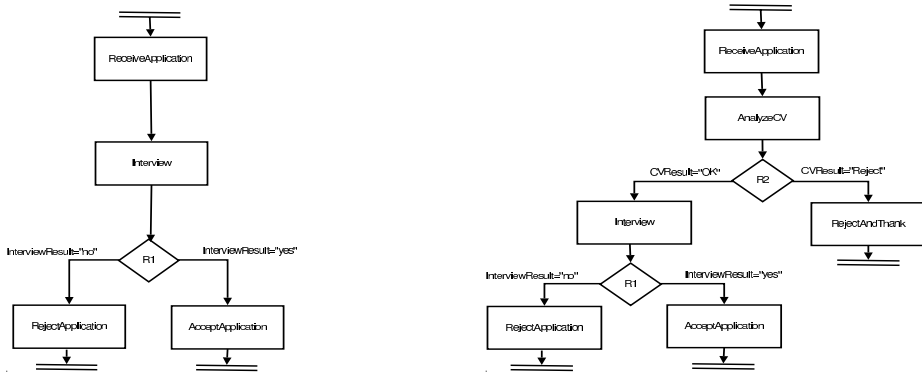 ReceiveApplication
Interview
InterviewResult="no"
R1
InterviewResult="yes"
RejectApplication
AcceptApplication
ReceiveApplication
AnalyzeCV
CVResult="OK"
R2
CVResult="Reject"
Interview
RejectAndThank
InterviewResult="no"
R1
InterviewResult="yes"
RejectApplication
AcceptApplication